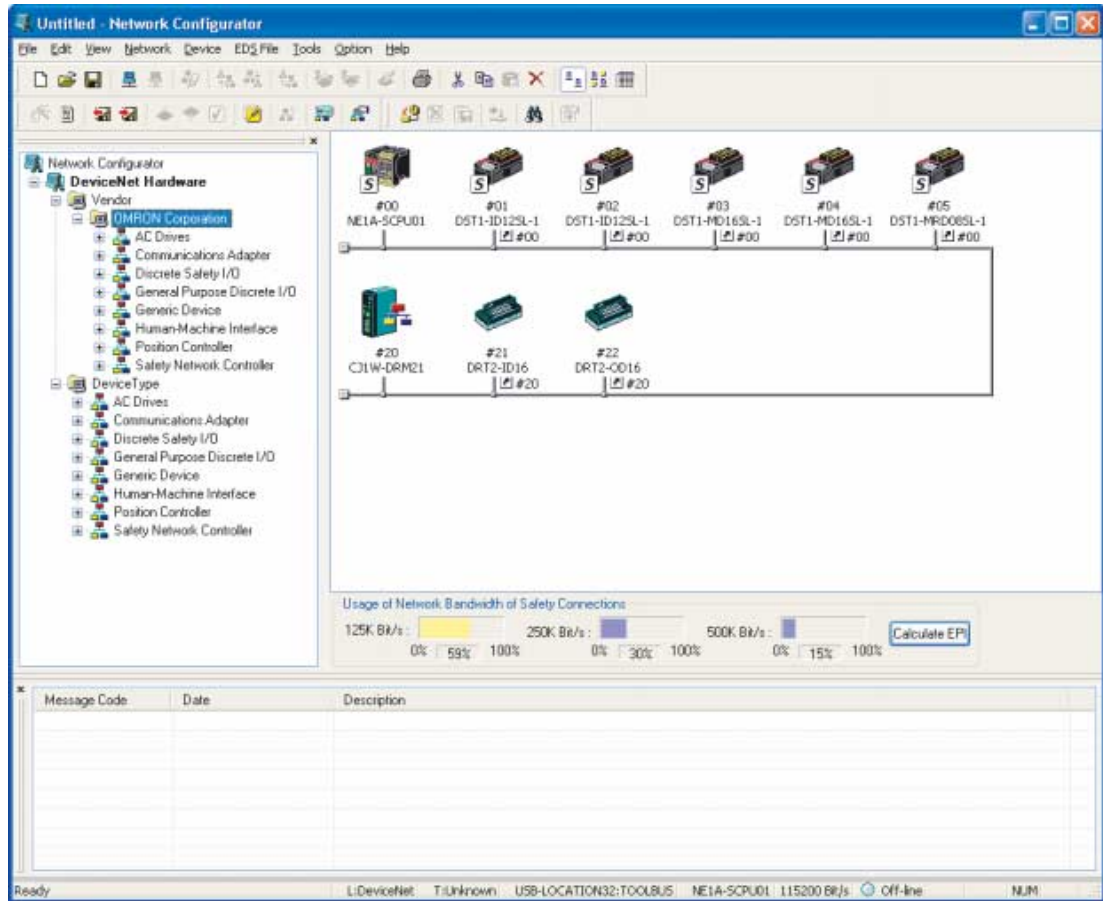 Untitled - Network Configurator
File Edit View Network Device EDS File Tools Option Help
Network Configurator
DeviceNet Hardware
Vendor
OMRON Corporation
AC Drives
Communications Adapter
Discrete Safety I/O
General Purpose Discrete I/O
Generic Device
Human-Machine Interface
Position Controller
Safety Network Controller
DeviceType
AC Drives
Communications Adapter
Discrete Safety I/O
General Purpose Discrete I/O
Generic Device
Human-Machine Interface
Position Controller
Safety Network Controller
S S S S S S
#00 #01 #02 #03 #04 #05
NE1A-SCPU01 DST1-ID12SL-1 DST1-ID12SL-1 DST1-MD16SL-1 DST1-MD16SL-1 DST1-MRD08SL-1
#00 #00 #00 #00 #00
#20 #21 #22
CJ1W-DRM21 DRT2-ID16 DRT2-OD16
#20 #20
Usage of Network Bandwidth of Safety Connections
125K Bit/s : 250K Bit/s : 500K Bit/s : Calculate EPI
0% 59% 100% 0% 30% 100% 0% 15% 100%
Message Code Date Description
Ready L:DeviceNet T:Unknown USB-LOCATION32:TOOLBUS NE1A-SCPU01 115200 Bit/s Off-line NUM